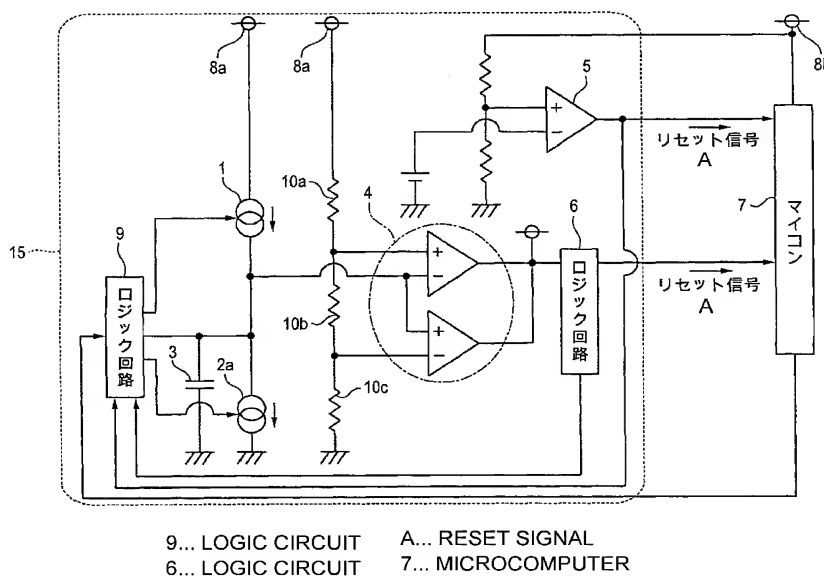 8a
8a
8
5
1
10a
4
リセット信号
A
6
7
マイコン
15
9
ロジック回路
ロジック回路
リセット信号
A
10b
3
2a
10c
+
−
+
−
+
−
9... LOGIC CIRCUIT
A... RESET SIGNAL
6... LOGIC CIRCUIT
7... MICROCOMPUTER